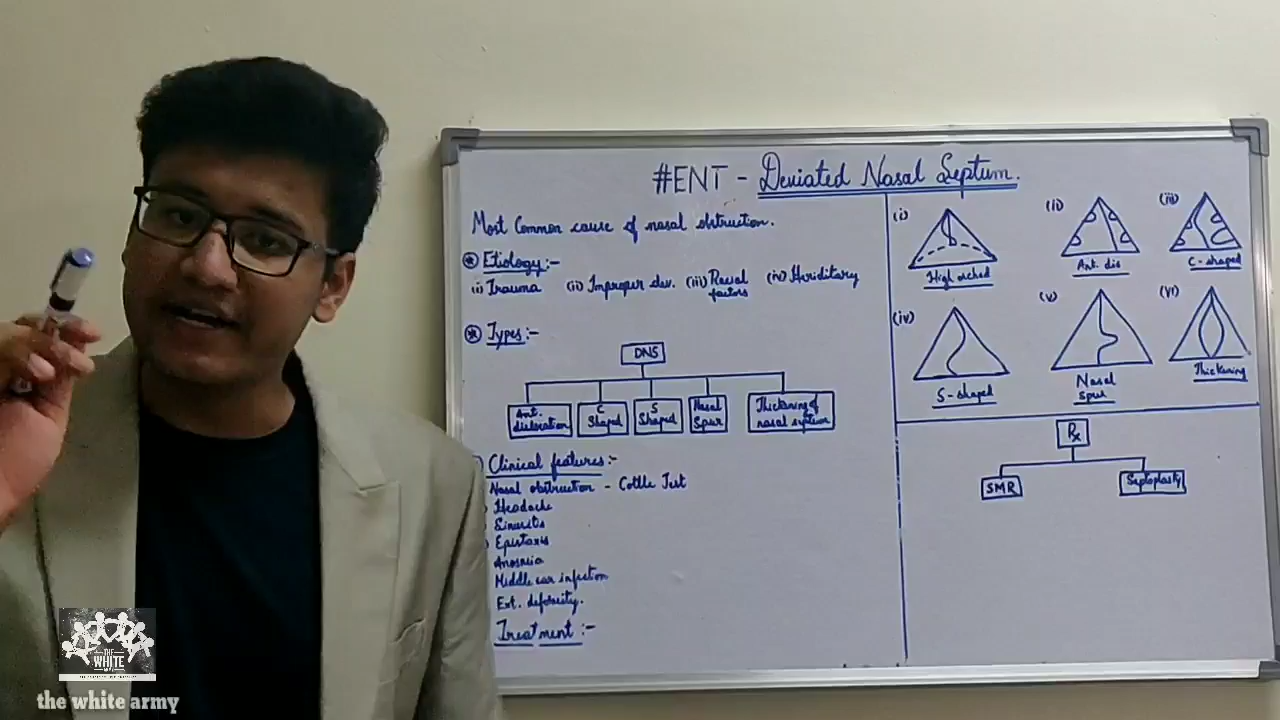 #ENT - Deviated Nasal Septum.
Most Common cause of nasal obstruction.
Etiology:-
(i) Trauma (ii) Improper dev. (iii) Racial factors (iv) Heriditary
Types:-
DNS
Ant. dislocation
C Shaped
S Shaped
Nasal Spur
Thickening of nasal septum
Clinical features:-
Nasal obstruction - Cottle Test
Headache
Sinusitis
Epistaxis
Anosmia
Middle ear infection
Ext. deformity.
Treatment:-
(i)
High arched
(ii)
Ant. dis
(iii)
C-shaped
(iv)
S-shaped
(v)
Nasal
Spur
(vi)
Thickening
Rx
SMR
Septoplasty
THE
WHITE
the white army